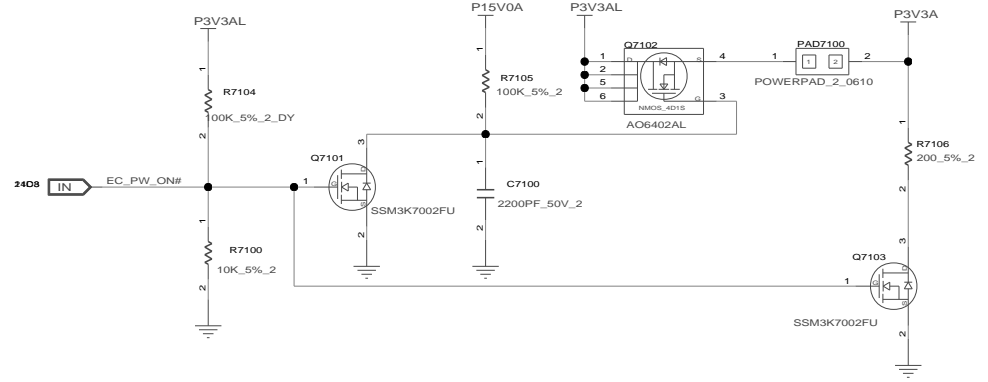 P3V3AL
P15V0A
P3V3AL
P3V3A
Q7102
PAD7100
1
D
S
4
1
1
2
2
2
5
6
G
3
NMOS_4D1S
AO6402AL
POWERPAD_2_0610
1
R7104
100K_5%_2_DY
2
1
R7105
100K_5%_2
2
1
R7106
200_5%_2
2
IN
EC_PW_ON#
Q7101
3
1
G
D
S
SSM3K7002FU
2
1
C7100
2200PF_50V_2
2
1
R7100
10K_5%_2
2
Q7103
3
1
G
D
S
SSM3K7002FU
2